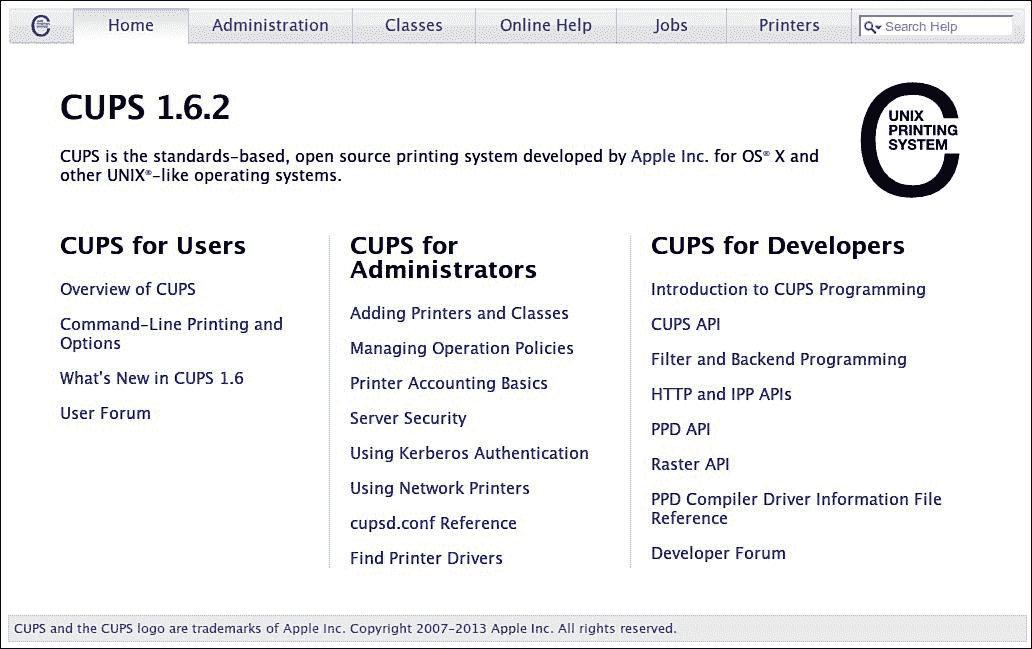 Home Administration Classes Online Help Jobs Printers Search Help
CUPS 1.6.2
CUPS is the standards-based, open source printing system developed by Apple Inc. for OS® X and
other UNIX®-like operating systems.
UNIX
PRINTING
SYSTEM
CUPS for Users
Overview of CUPS
Command-Line Printing and
Options
What's New in CUPS 1.6
User Forum
CUPS for
Administrators
Adding Printers and Classes
Managing Operation Policies
Printer Accounting Basics
Server Security
Using Kerberos Authentication
Using Network Printers
cupsd.conf Reference
Find Printer Drivers
CUPS for Developers
Introduction to CUPS Programming
CUPS API
Filter and Backend Programming
HTTP and IPP APIs
PPD API
Raster API
PPD Compiler Driver Information File
Reference
Developer Forum
CUPS and the CUPS logo are trademarks of Apple Inc. Copyright 2007-2013 Apple Inc. All rights reserved.